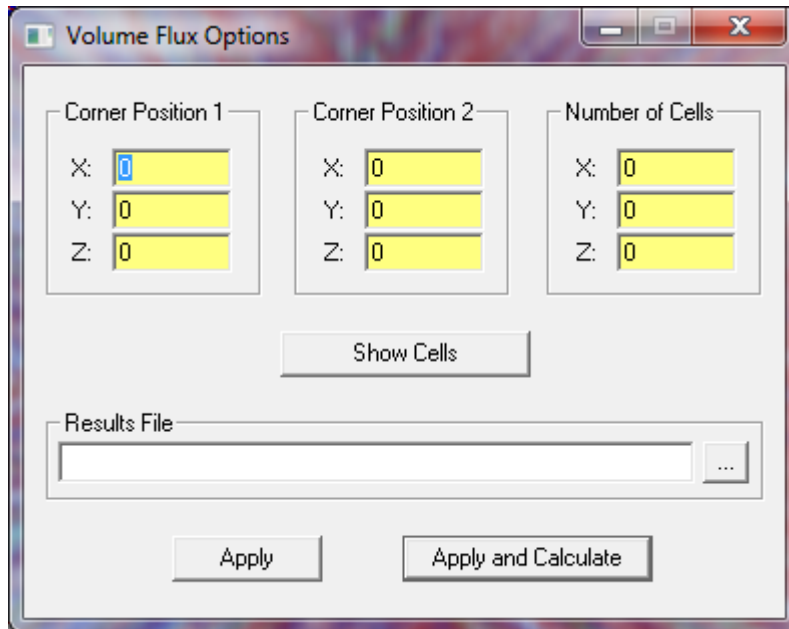 Volume Flux Options
Corner Position 1 Corner Position 2 Number of Cells
X: 0 X: 0 X: 0
Y: 0 Y: 0 Y: 0
Z: 0 Z: 0 Z: 0
Show Cells
Results File
...
Apply Apply and Calculate